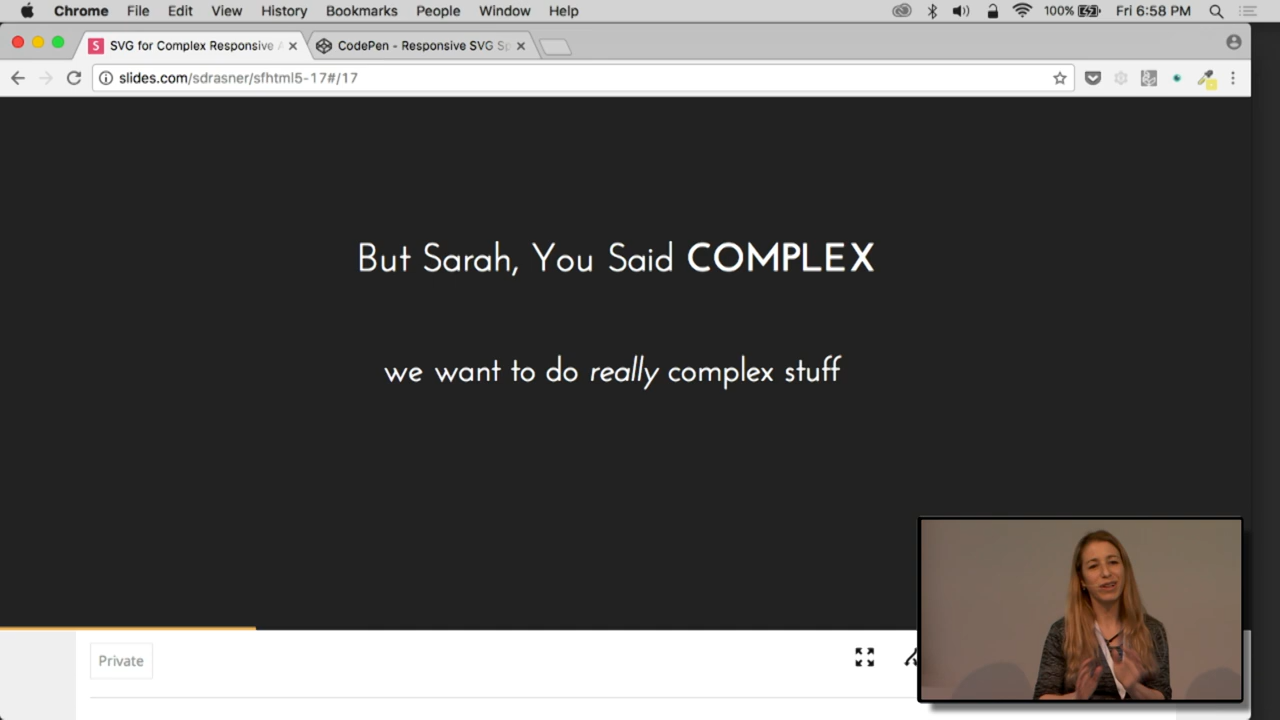 Chrome File Edit View History Bookmarks People Window Help 100% Fri 6:58 PM
SVG for Complex Responsive CodePen - Responsive SVG Sp
slides.com/sdrasner/sfhtml5-17#/17
But Sarah, You Said COMPLEX
we want to do really complex stuff
Private